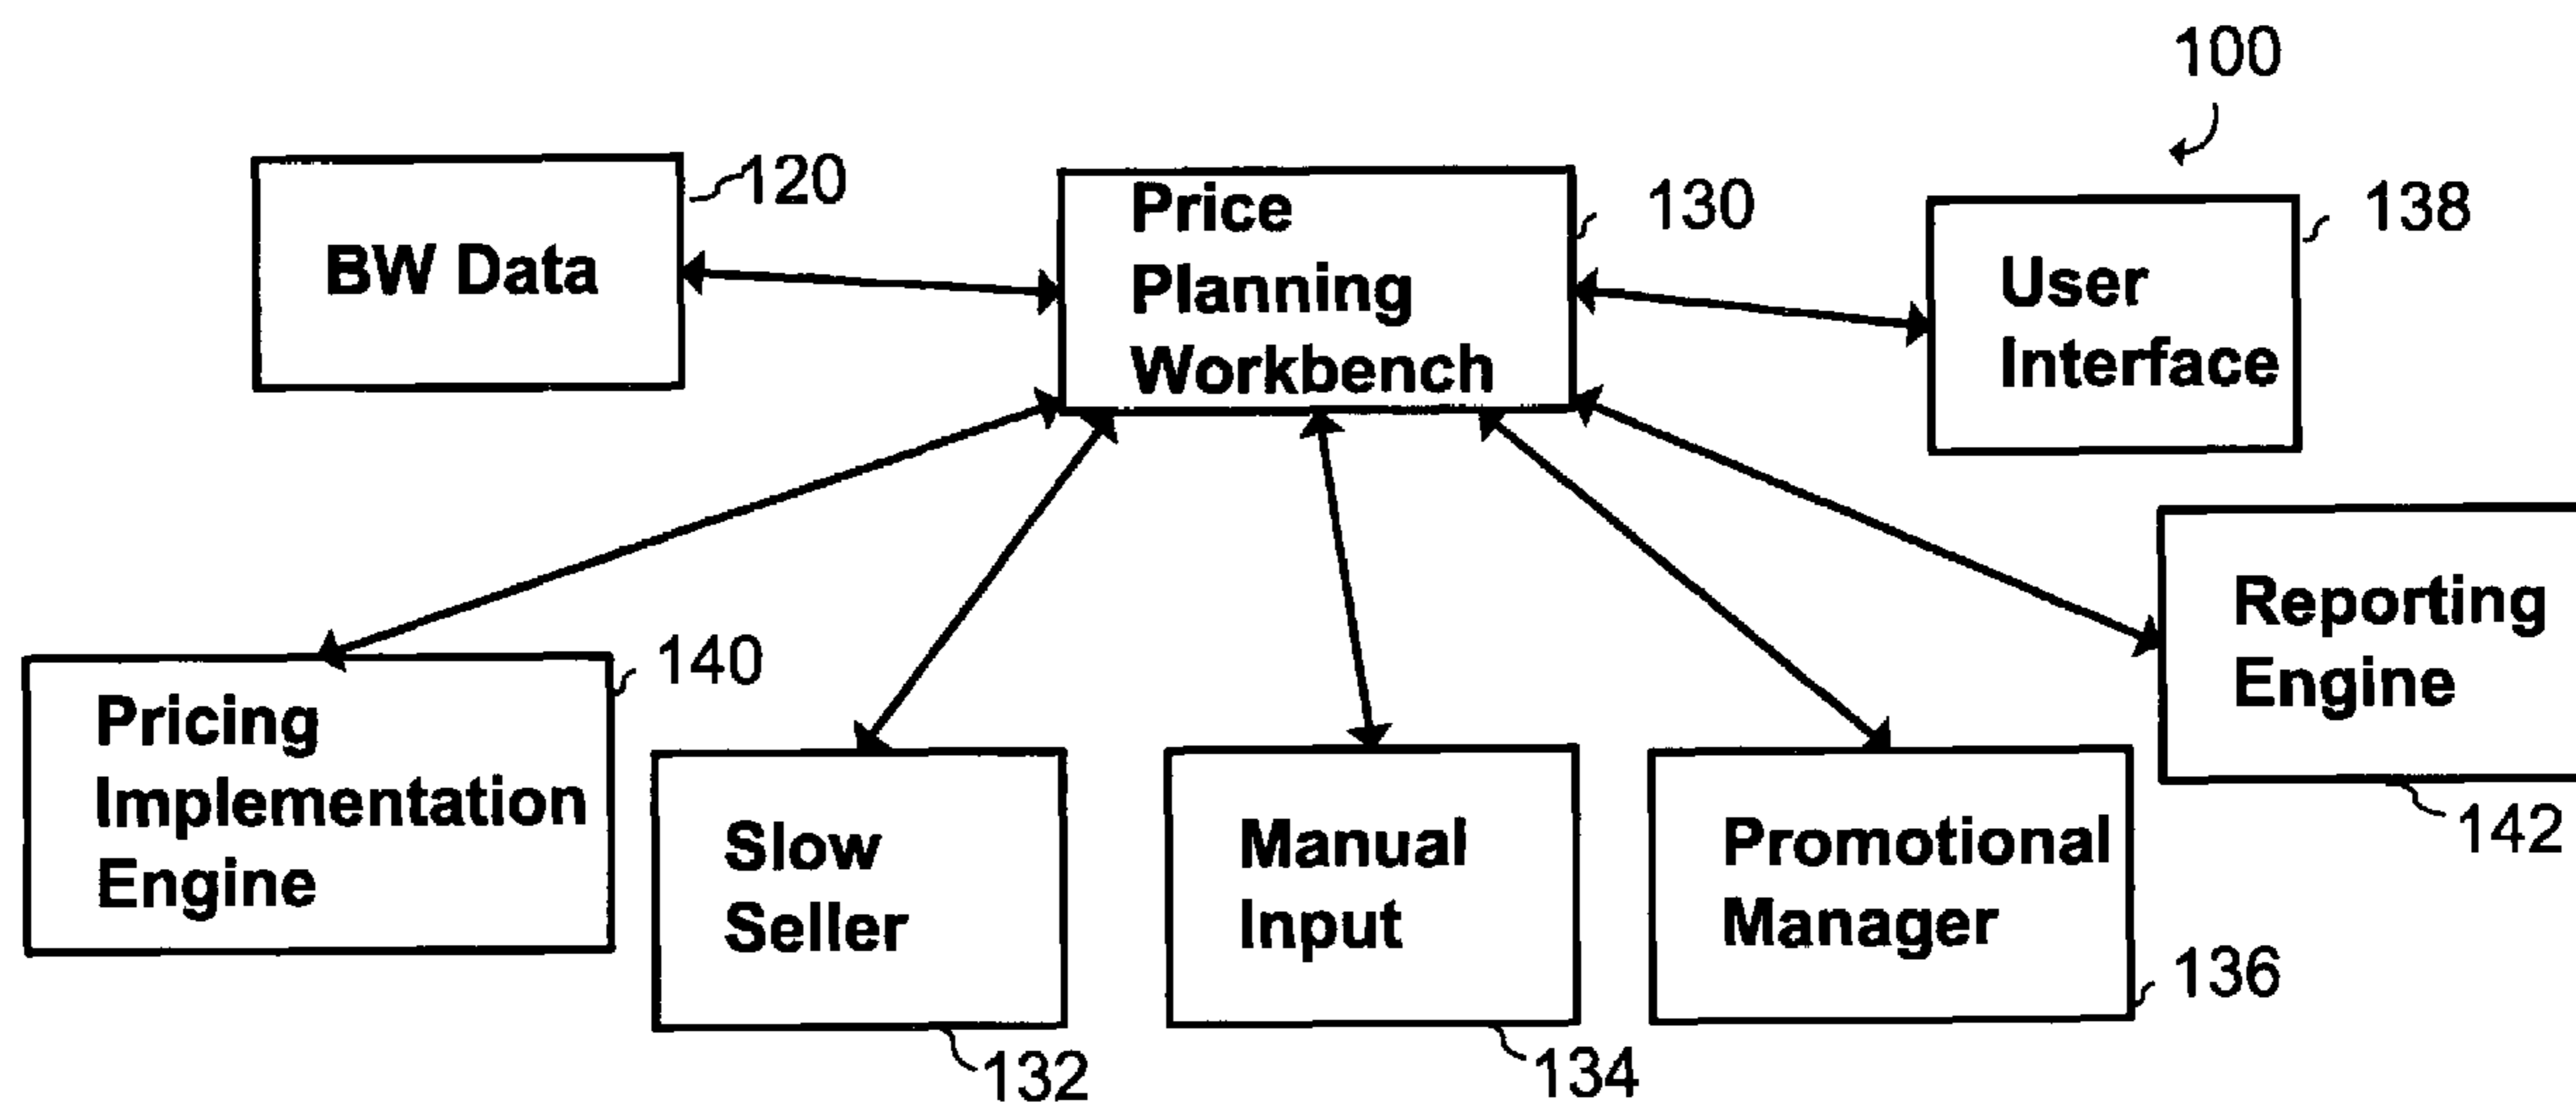 100
120
BW Data
130
Price
Planning
Workbench
138
User
Interface
140
Pricing
Implementation
Engine
Slow
Seller
132
Manual
Input
134
Promotional
Manager
136
Reporting
Engine
142